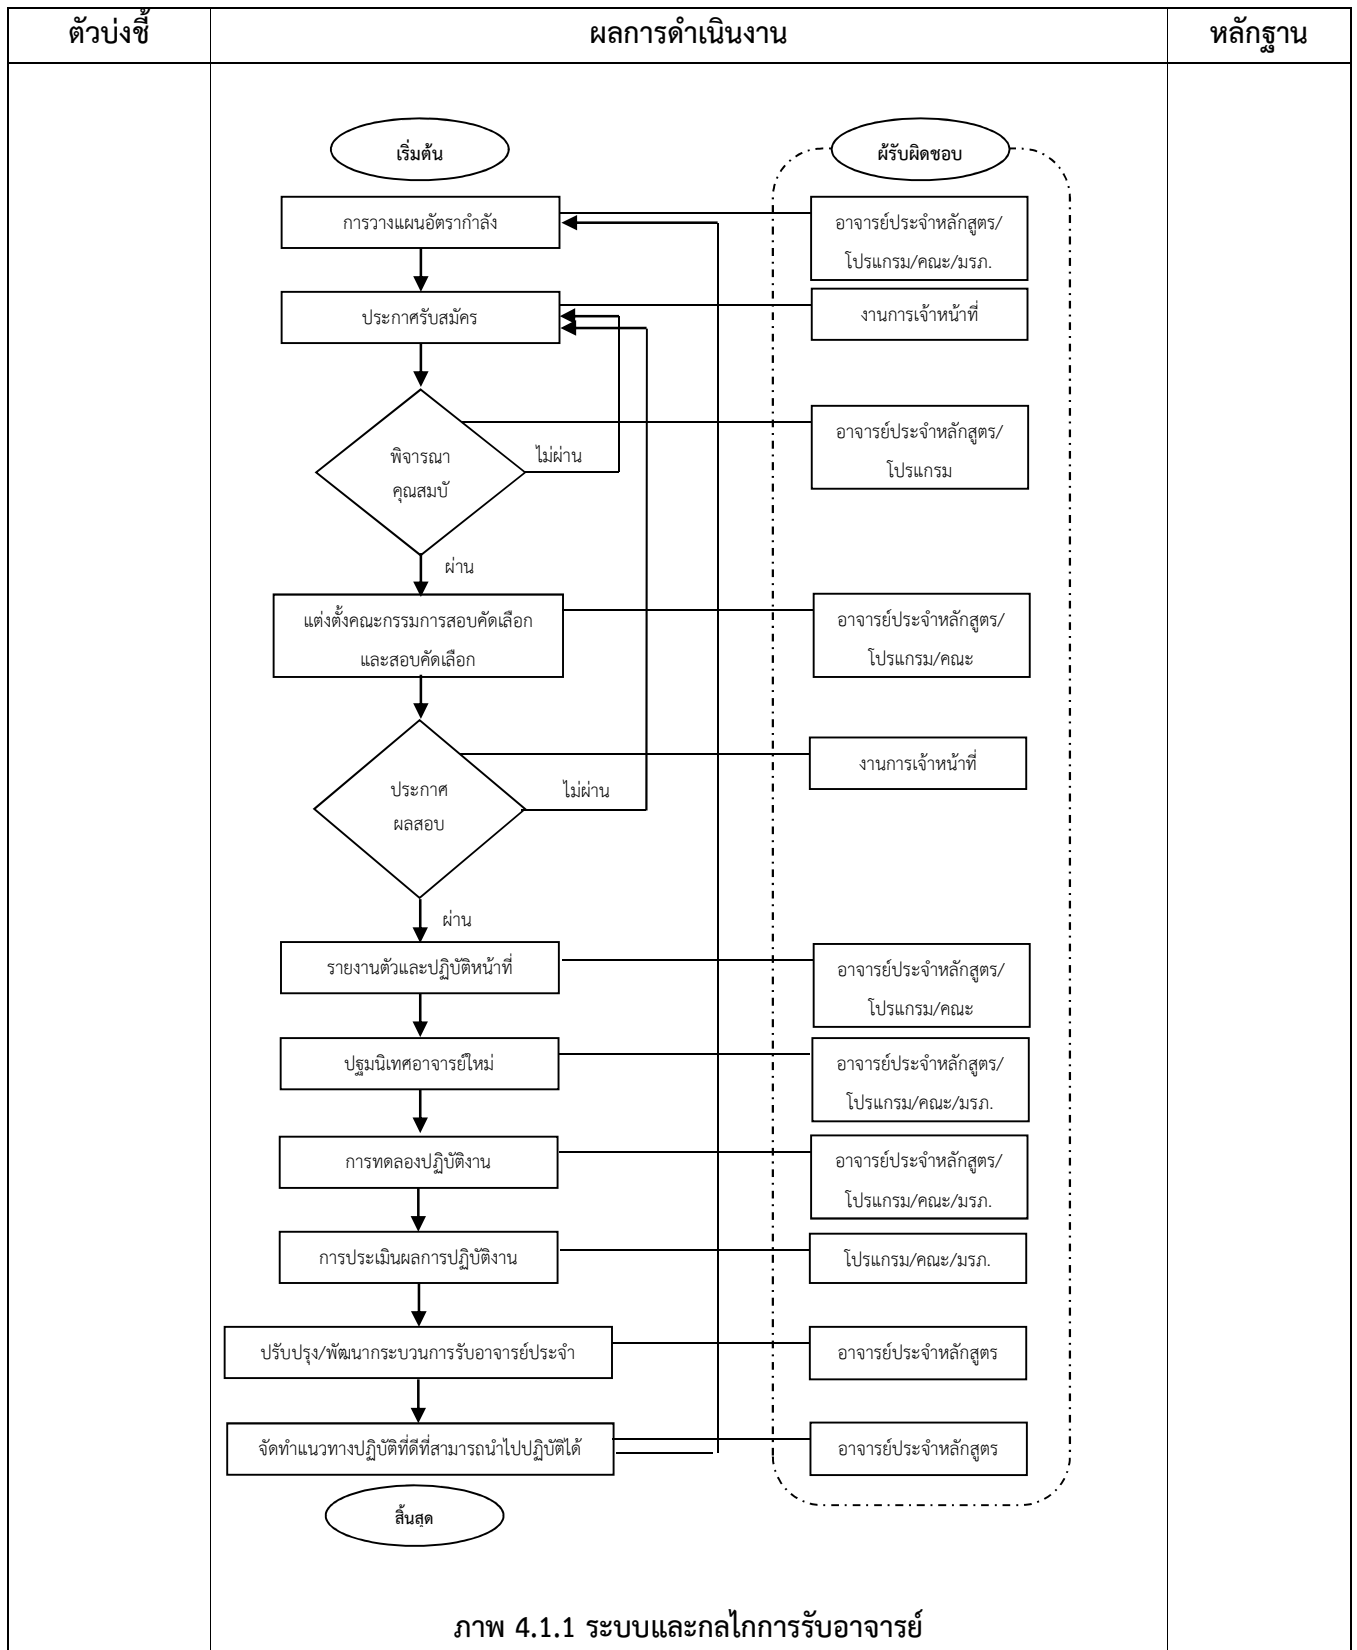 ตัวบ่งชี้
ผลการดำเนินงาน
หลักฐาน
เริ่มต้น
ผู้รับผิดชอบ
การวางแผนอัตรากำลัง
อาจารย์ประจำหลักสูตร/
โปรแกรม/คณะ/มรภ.
ประกาศรับสมัคร
งานการเจ้าหน้าที่
พิจารณา
คุณสมบั
ไม่ผ่าน
อาจารย์ประจำหลักสูตร/
โปรแกรม
ผ่าน
แต่งตั้งคณะกรรมการสอบคัดเลือก
และสอบคัดเลือก
อาจารย์ประจำหลักสูตร/
โปรแกรม/คณะ
ประกาศ
ผลสอบ
ไม่ผ่าน
งานการเจ้าหน้าที่
ผ่าน
รายงานตัวและปฏิบัติหน้าที่
อาจารย์ประจำหลักสูตร/
โปรแกรม/คณะ
ปฐมนิเทศอาจารย์ใหม่
อาจารย์ประจำหลักสูตร/
โปรแกรม/คณะ/มรภ.
การทดลองปฏิบัติงาน
อาจารย์ประจำหลักสูตร/
โปรแกรม/คณะ/มรภ.
การประเมินผลการปฏิบัติงาน
โปรแกรม/คณะ/มรภ.
ปรับปรุง/พัฒนากระบวนการรับอาจารย์ประจำ
อาจารย์ประจำหลักสูตร
จัดทำแนวทางปฏิบัติที่ดีที่สามารถนำไปปฏิบัติได้
อาจารย์ประจำหลักสูตร
สิ้นสุด
ภาพ 4.1.1 ระบบและกลไกการรับอาจารย์